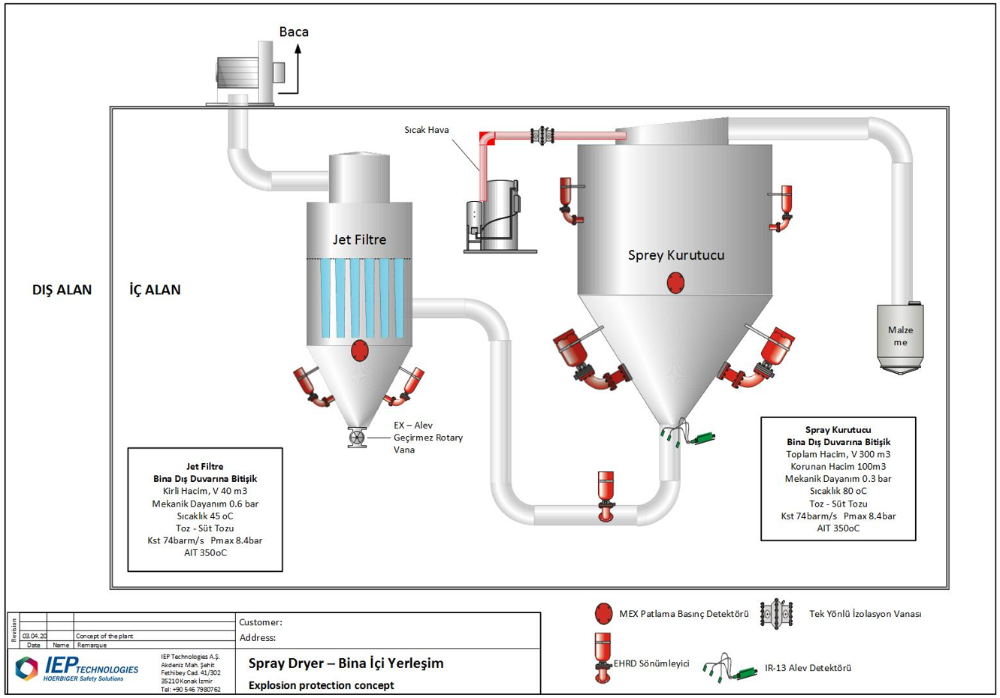 Baca
Sıcak Hava
Jet Filtre
Sprey Kurutucu
DIŞ ALAN
İÇ ALAN
Malze
me
EX – Alev
Geçirmez Rotary
Vana
Jet Filtre
Bina Dış Duvarına Bitişik
Kirli Hacim, V 40 m3
Mekanik Dayanım 0.6 bar
Sıcaklık 45 oC
Toz - Süt Tozu
Kst 74barm/s Pmax 8.4bar
AIT 350oC
Spray Kurutucu
Bina Dış Duvarına Bitişik
Toplam Hacim, V 300 m3
Korunan Hacim 100m3
Mekanik Dayanım 0.3 bar
Sıcaklık 80 oC
Toz - Süt Tozu
Kst 74barm/s Pmax 8.4bar
AIT 350oC
MEX Patlama Basınç Detektörü
Tek Yönlü İzolasyon Vanası
EHRD Sönümleyici
IR-13 Alev Detektörü
Revision
03.04.20
Concept of the plant
Date
Name
Remarque
Customer:
Address:
IEP TECHNOLOGIES
HOERBIGER Safety Solutions
IEP Technologies A.Ş.
Akdeniz Mah. Şehit
Fethibey Cad. 41/302
35210 Konak İzmir
Tel: +90 546 7980762
Spray Dryer – Bina İçi Yerleşim
Explosion protection concept